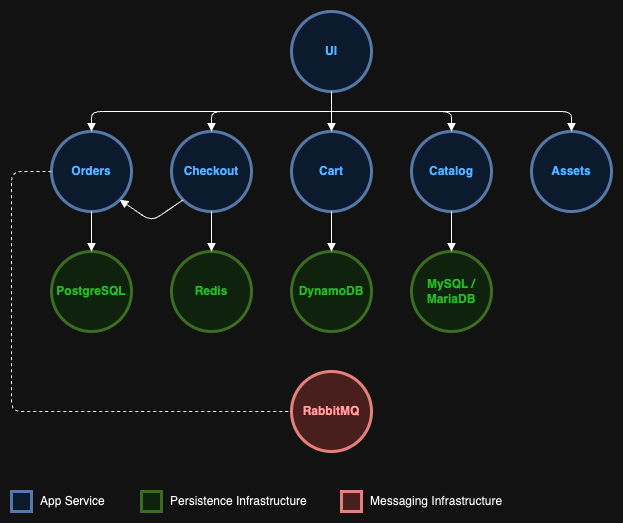 UI
Orders
Checkout
Cart
Catalog
Assets
PostgreSQL
Redis
DynamoDB
MySQL /
MariaDB
RabbitMQ
App Service
Persistence Infrastructure
Messaging Infrastructure